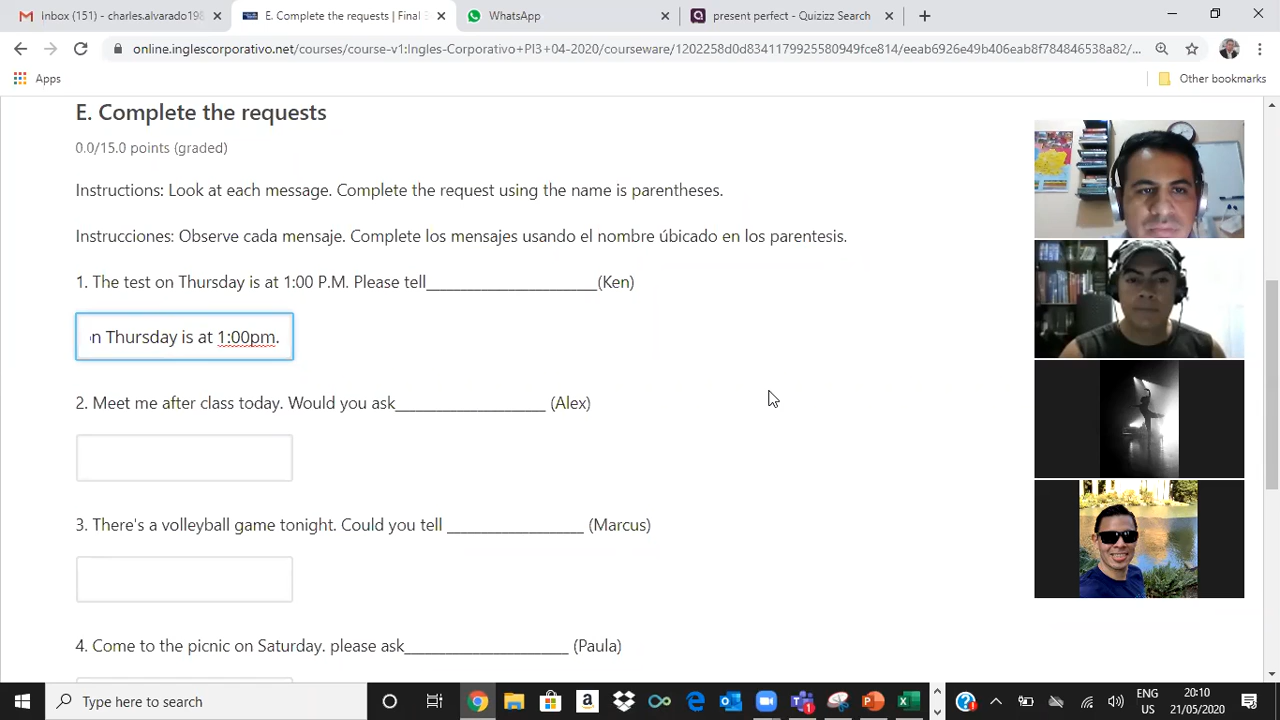 inbox (151) - charles.alvarado198
E. Complete the requests | Final
WhatsApp
present perfect - Quizizz Search
online.inglescorporativo.net/courses/course-v1:Ingles-Corporativo+PI3+04-2020/courseware/1202258d0d8341179925580949fce814/eeab6926e49b406eab8f784846538a82/...
Apps
Other bookmarks
E. Complete the requests
0.0/15.0 points (graded)
Instructions: Look at each message. Complete the request using the name is parentheses.
Instrucciones: Observe cada mensaje. Complete los mensajes usando el nombre úbicado en los parentesis.
1. The test on Thursday is at 1:00 P.M. Please tell____________________(Ken)
n Thursday is at 1:00pm.
2. Meet me after class today. Would you ask__________________ (Alex)
3. There's a volleyball game tonight. Could you tell ________________ (Marcus)
4. Come to the picnic on Saturday. please ask____________________ (Paula)
Type here to search
ENG
US
20:10
21/05/2020